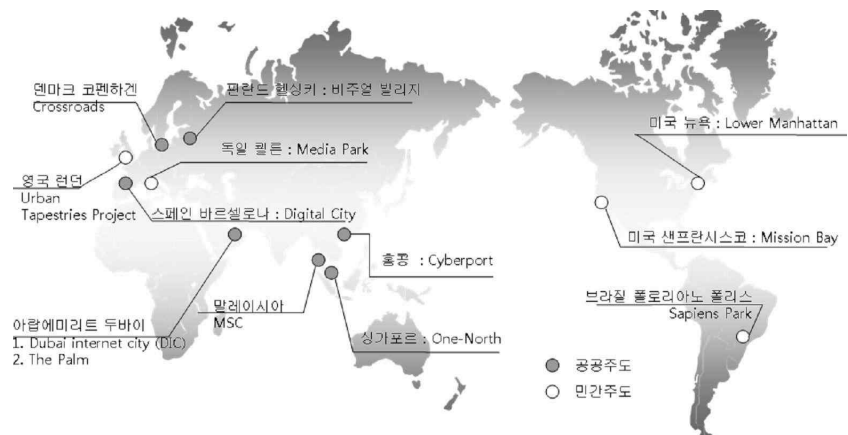 덴마크 코펜하겐
Crossroads
핀란드 헬싱키 : 비주얼 빌리지
미국 뉴욕 : Lower Manhattan
독일 퀼른 : Media Park
영국 런던
Urban
Tapestries Project
스페인 바르셀로나 : Digital City
미국 샌프란시스코 : Mission Bay
홍콩 : Cyberport
말레이시아
MSC
브라질 플로리아노 폴리스
Sapiens Park
아랍에미리트 두바이
1. Dubai internet city (DIC)
2. The Palm
싱가포르 : One-North
공공주도
민간주도